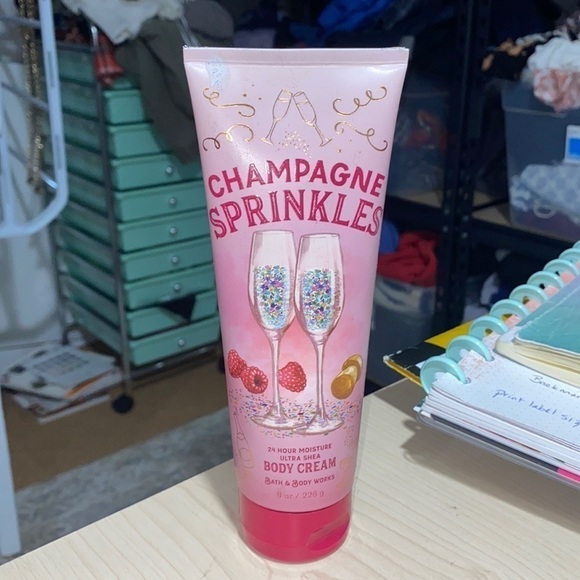 CHAMPAGNE
SPRINKLES
24 HOUR MOISTURE
ULTRA SHEA
BODY CREAM
BATH & BODY WORKS
8 oz / 226 g
print label